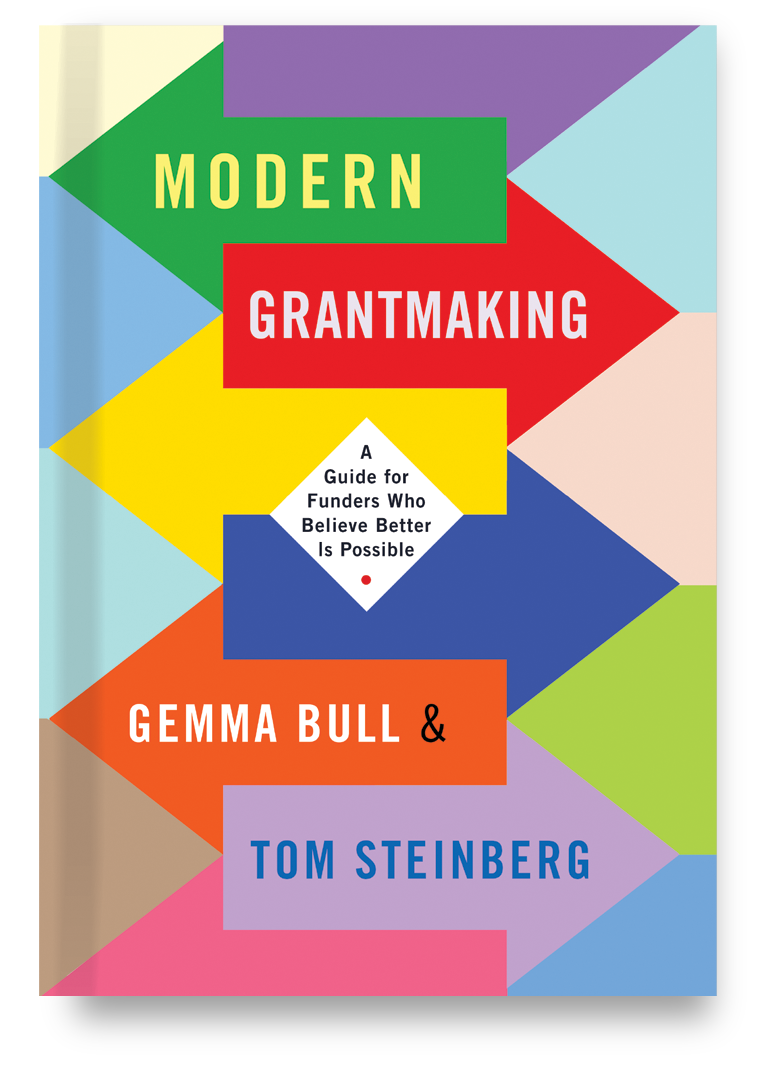 MODERN
GRANTMAKING
A
Guide for
Funders Who
Believe Better
Is Possible
GEMMA BULL &
TOM STEINBERG